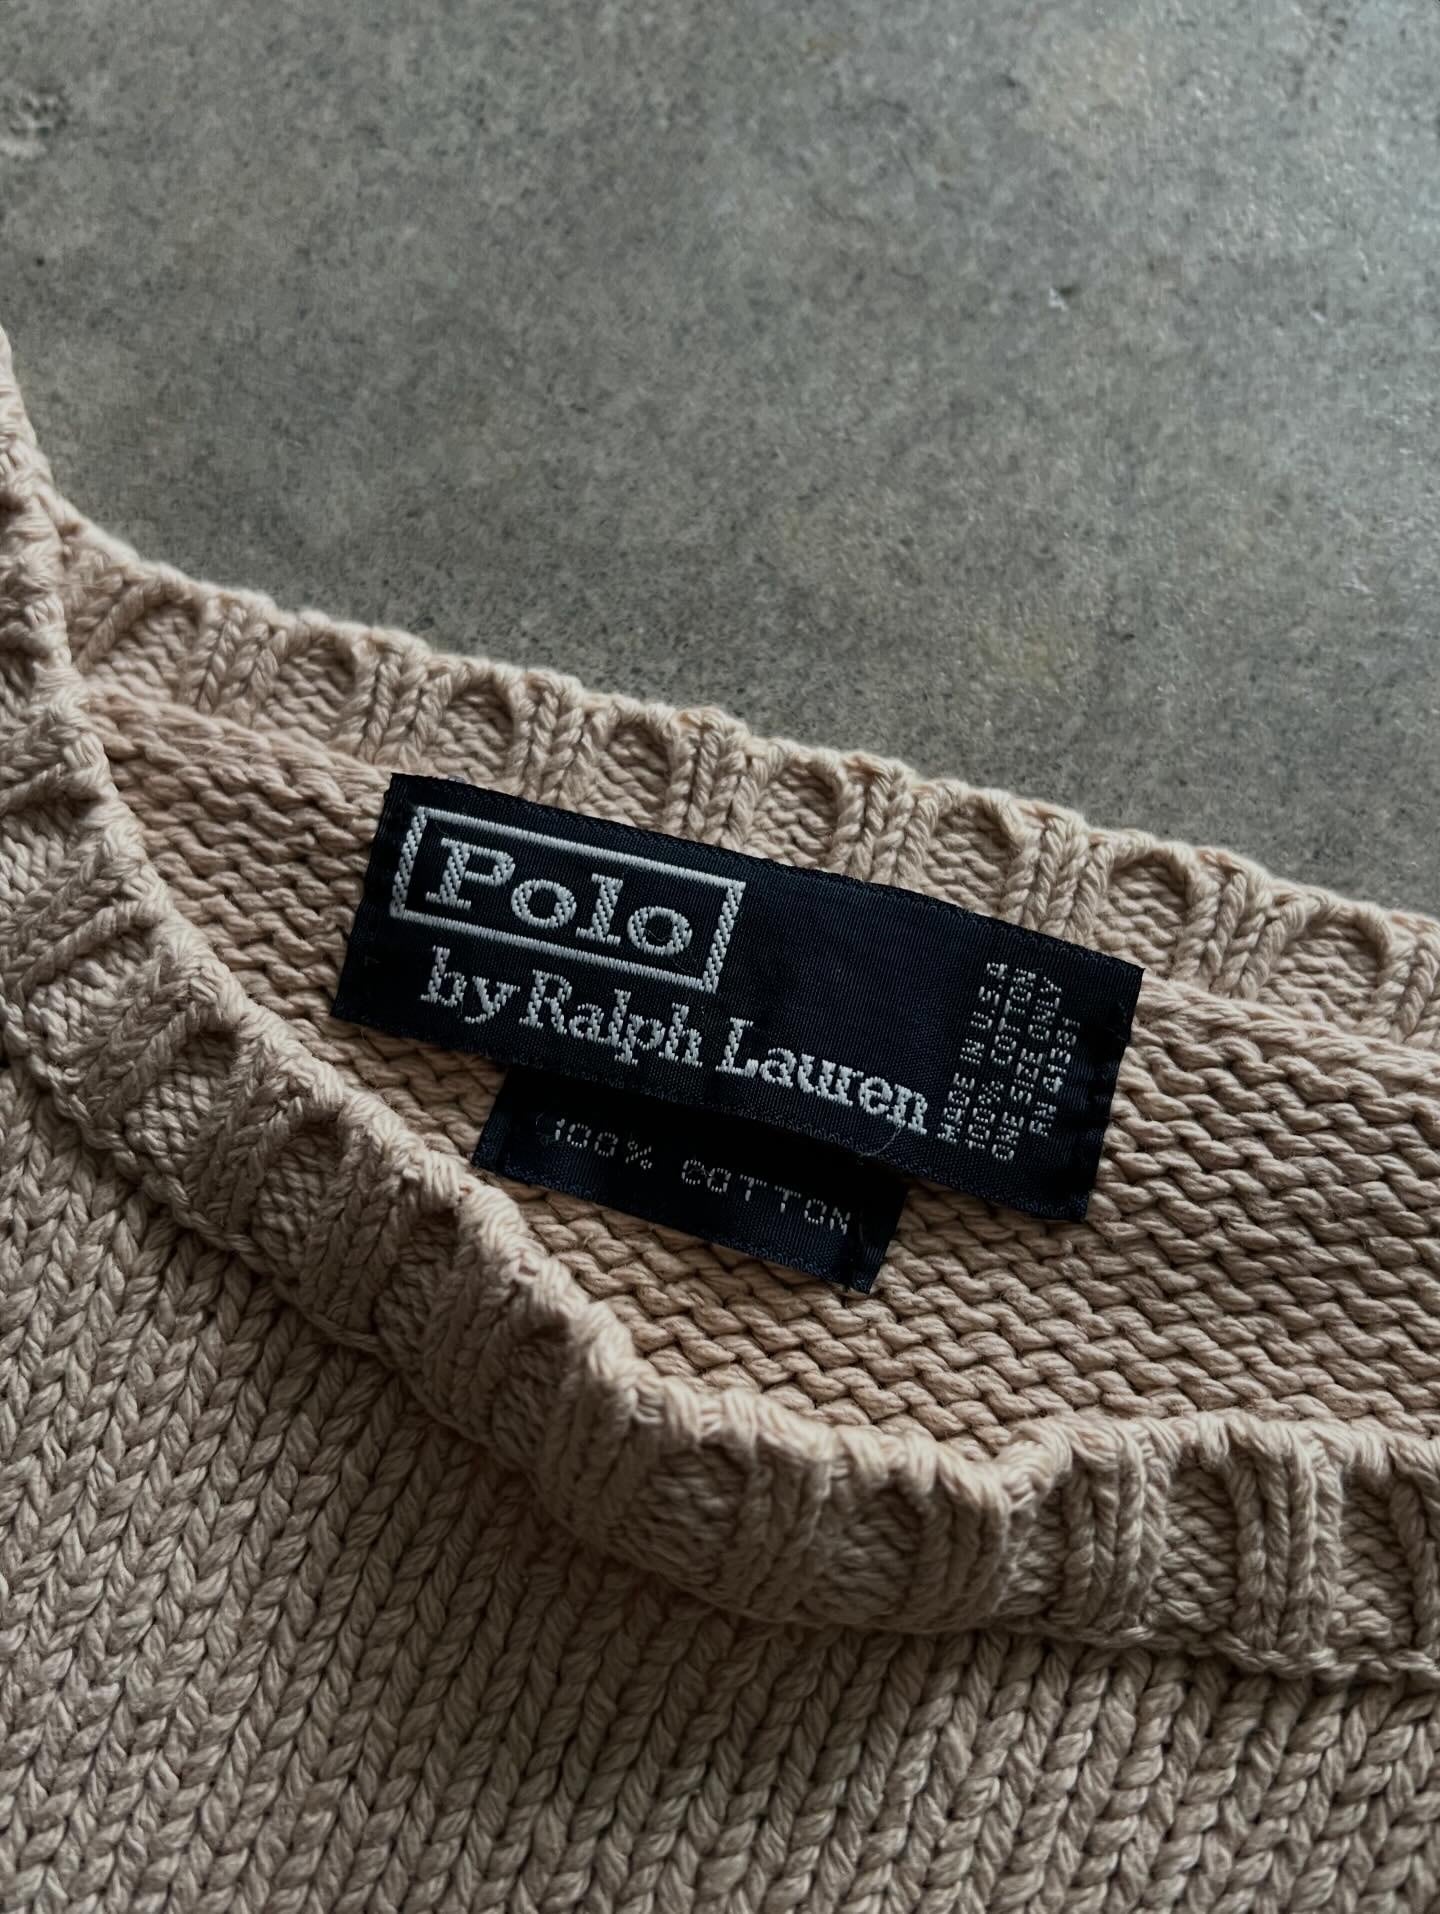 Polo
by Ralph Lauren
MADE IN U.S.A
100% COTTON
ONE SIZE ONLY
RN 41381
100% COTTON